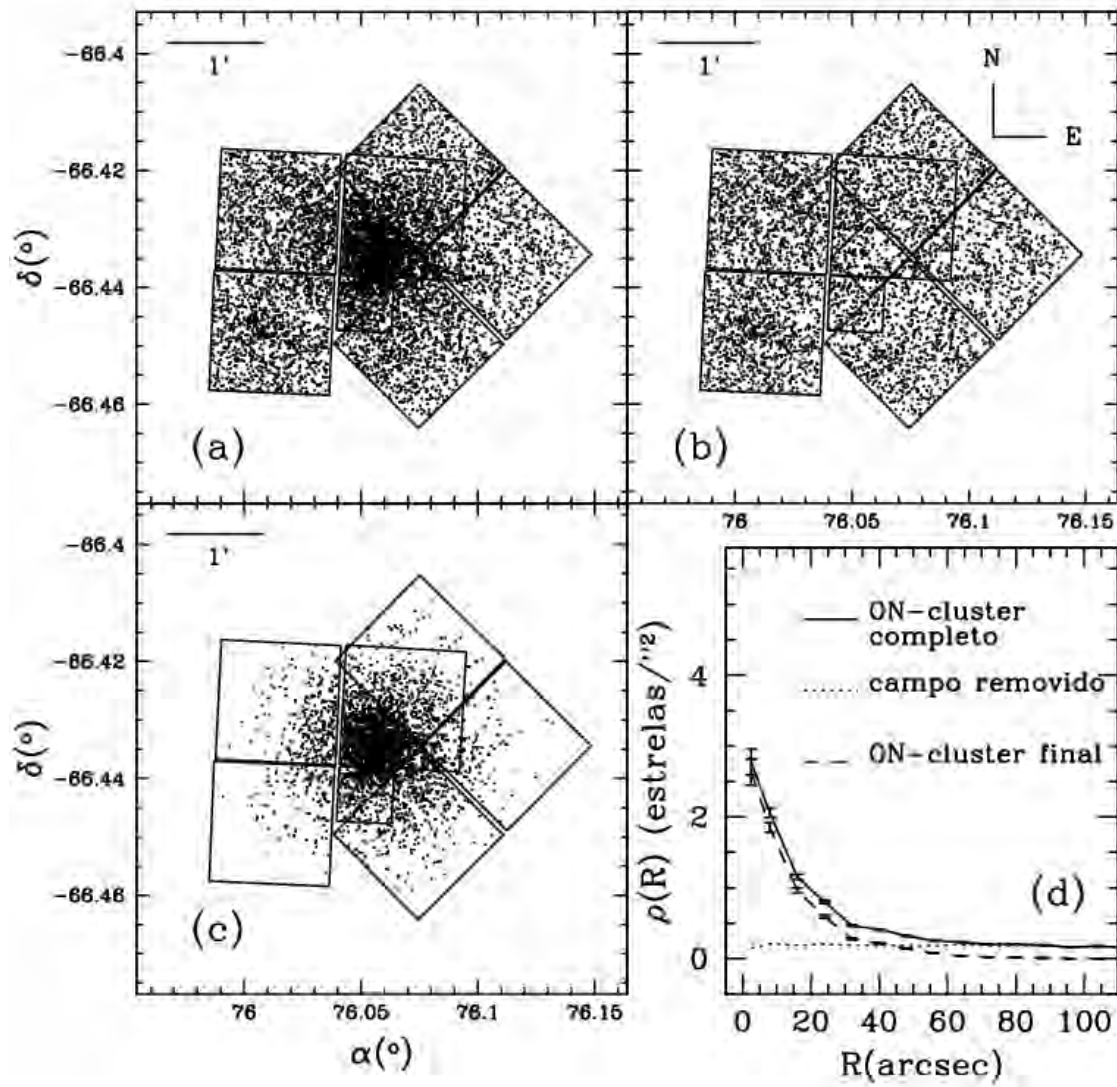 -66.4
-66.42
-66.44
-66.46
δ(°)
1'
(a)
1'
N
E
(b)
76
76.05
76.1
76.15
-66.4
-66.42
-66.44
-66.46
δ(°)
1'
(c)
76
76.05
76.1
76.15
α(°)
ON-cluster
completo
campo removido
ON-cluster final
(d)
4
2
0
ρ(R) (estrelas/"²)
0
20
40
60
80
100
R(arcsec)